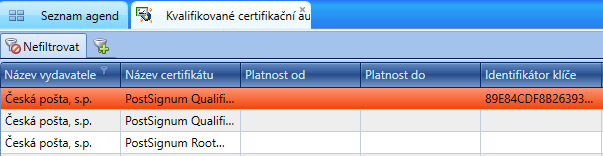 Seznam agend Kvalifikované certifikační au
Nefiltrovat
Název vydavatele Název certifikátu Platnost od Platnost do Identifikátor klíče
Česká pošta, s.p. PostSignum Qualifi... 89E84CDF8B26393...
Česká pošta, s.p. PostSignum Qualifi...
Česká pošta, s.p. PostSignum Root...